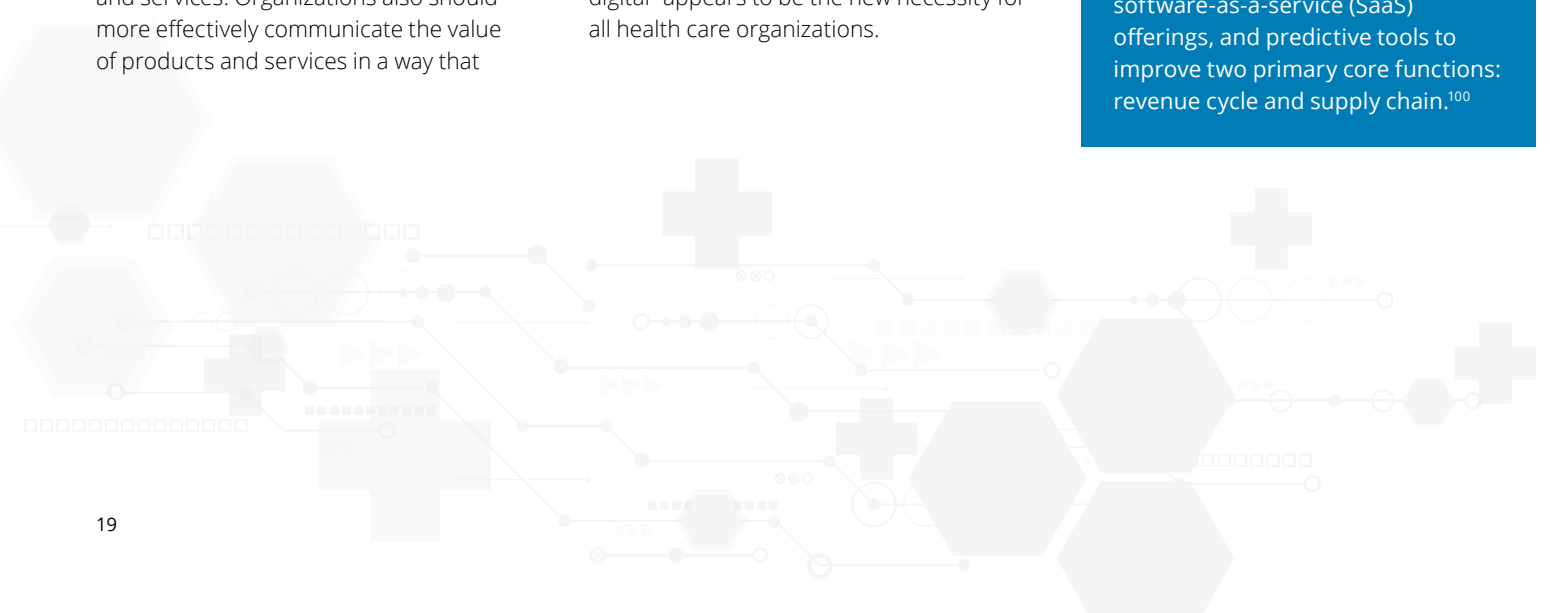 and services. Organizations also should
more effectively communicate the value
of products and services in a way that
digital" appears to be the new necessity for
all health care organizations.
software-as-a-service (SaaS)
offerings, and predictive tools to
improve two primary core functions:
revenue cycle and supply chain.100
19